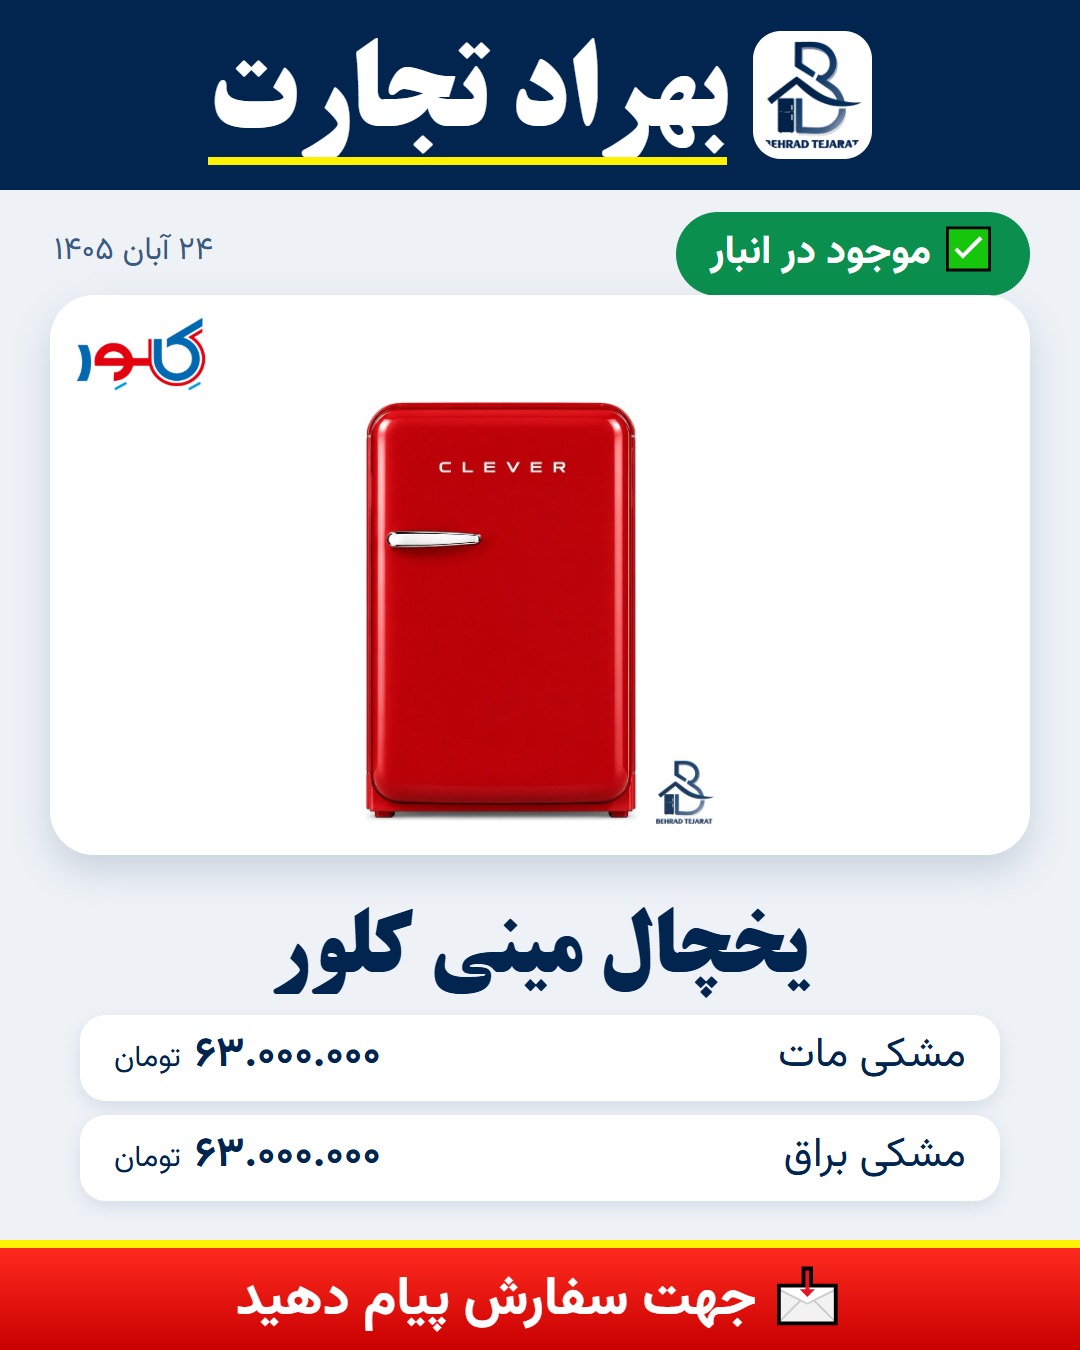 بهراد تجارت
BEHRAD TEJARAT
✅ موجود در انبار
۲۴ آبان ۱۴۰۵
کلور
CLEVER
BEHRAD TEJARAT
یخچال مینی کلور
مشکی مات ۶۳.۰۰۰.۰۰۰ تومان
مشکی براق ۶۳.۰۰۰.۰۰۰ تومان
📩 جهت سفارش پیام دهید